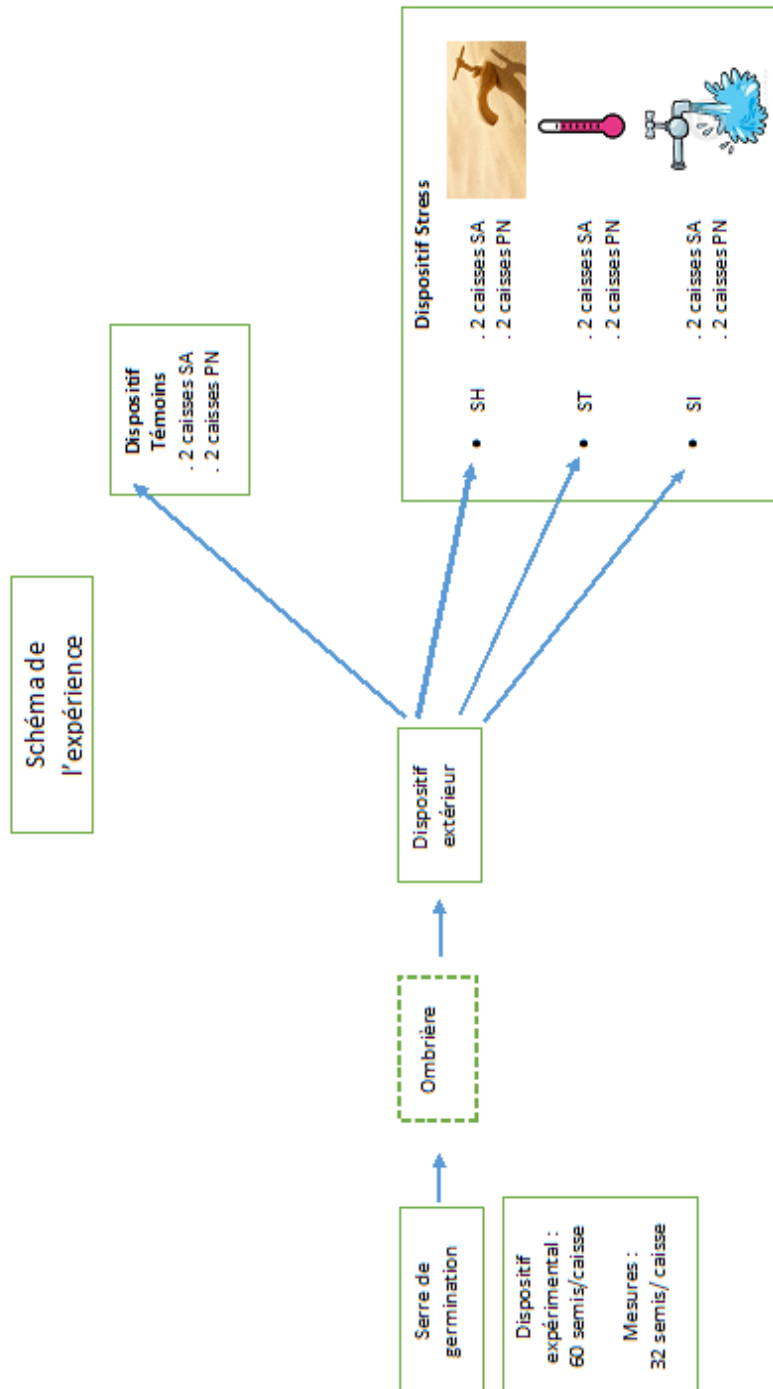 Schéma de
l'expérience
Serre de
germination
Dispositif
expérimental :
60 semis/caisse
Mesures :
32 semis/ caisse
Ombrière
Dispositif
extérieur
Dispositif
Témoins
. 2 caisses SA
. 2 caisses PN
Dispositif Stress
• SH
. 2 caisses SA
. 2 caisses PN
• ST
. 2 caisses SA
. 2 caisses PN
• SI
. 2 caisses SA
. 2 caisses PN